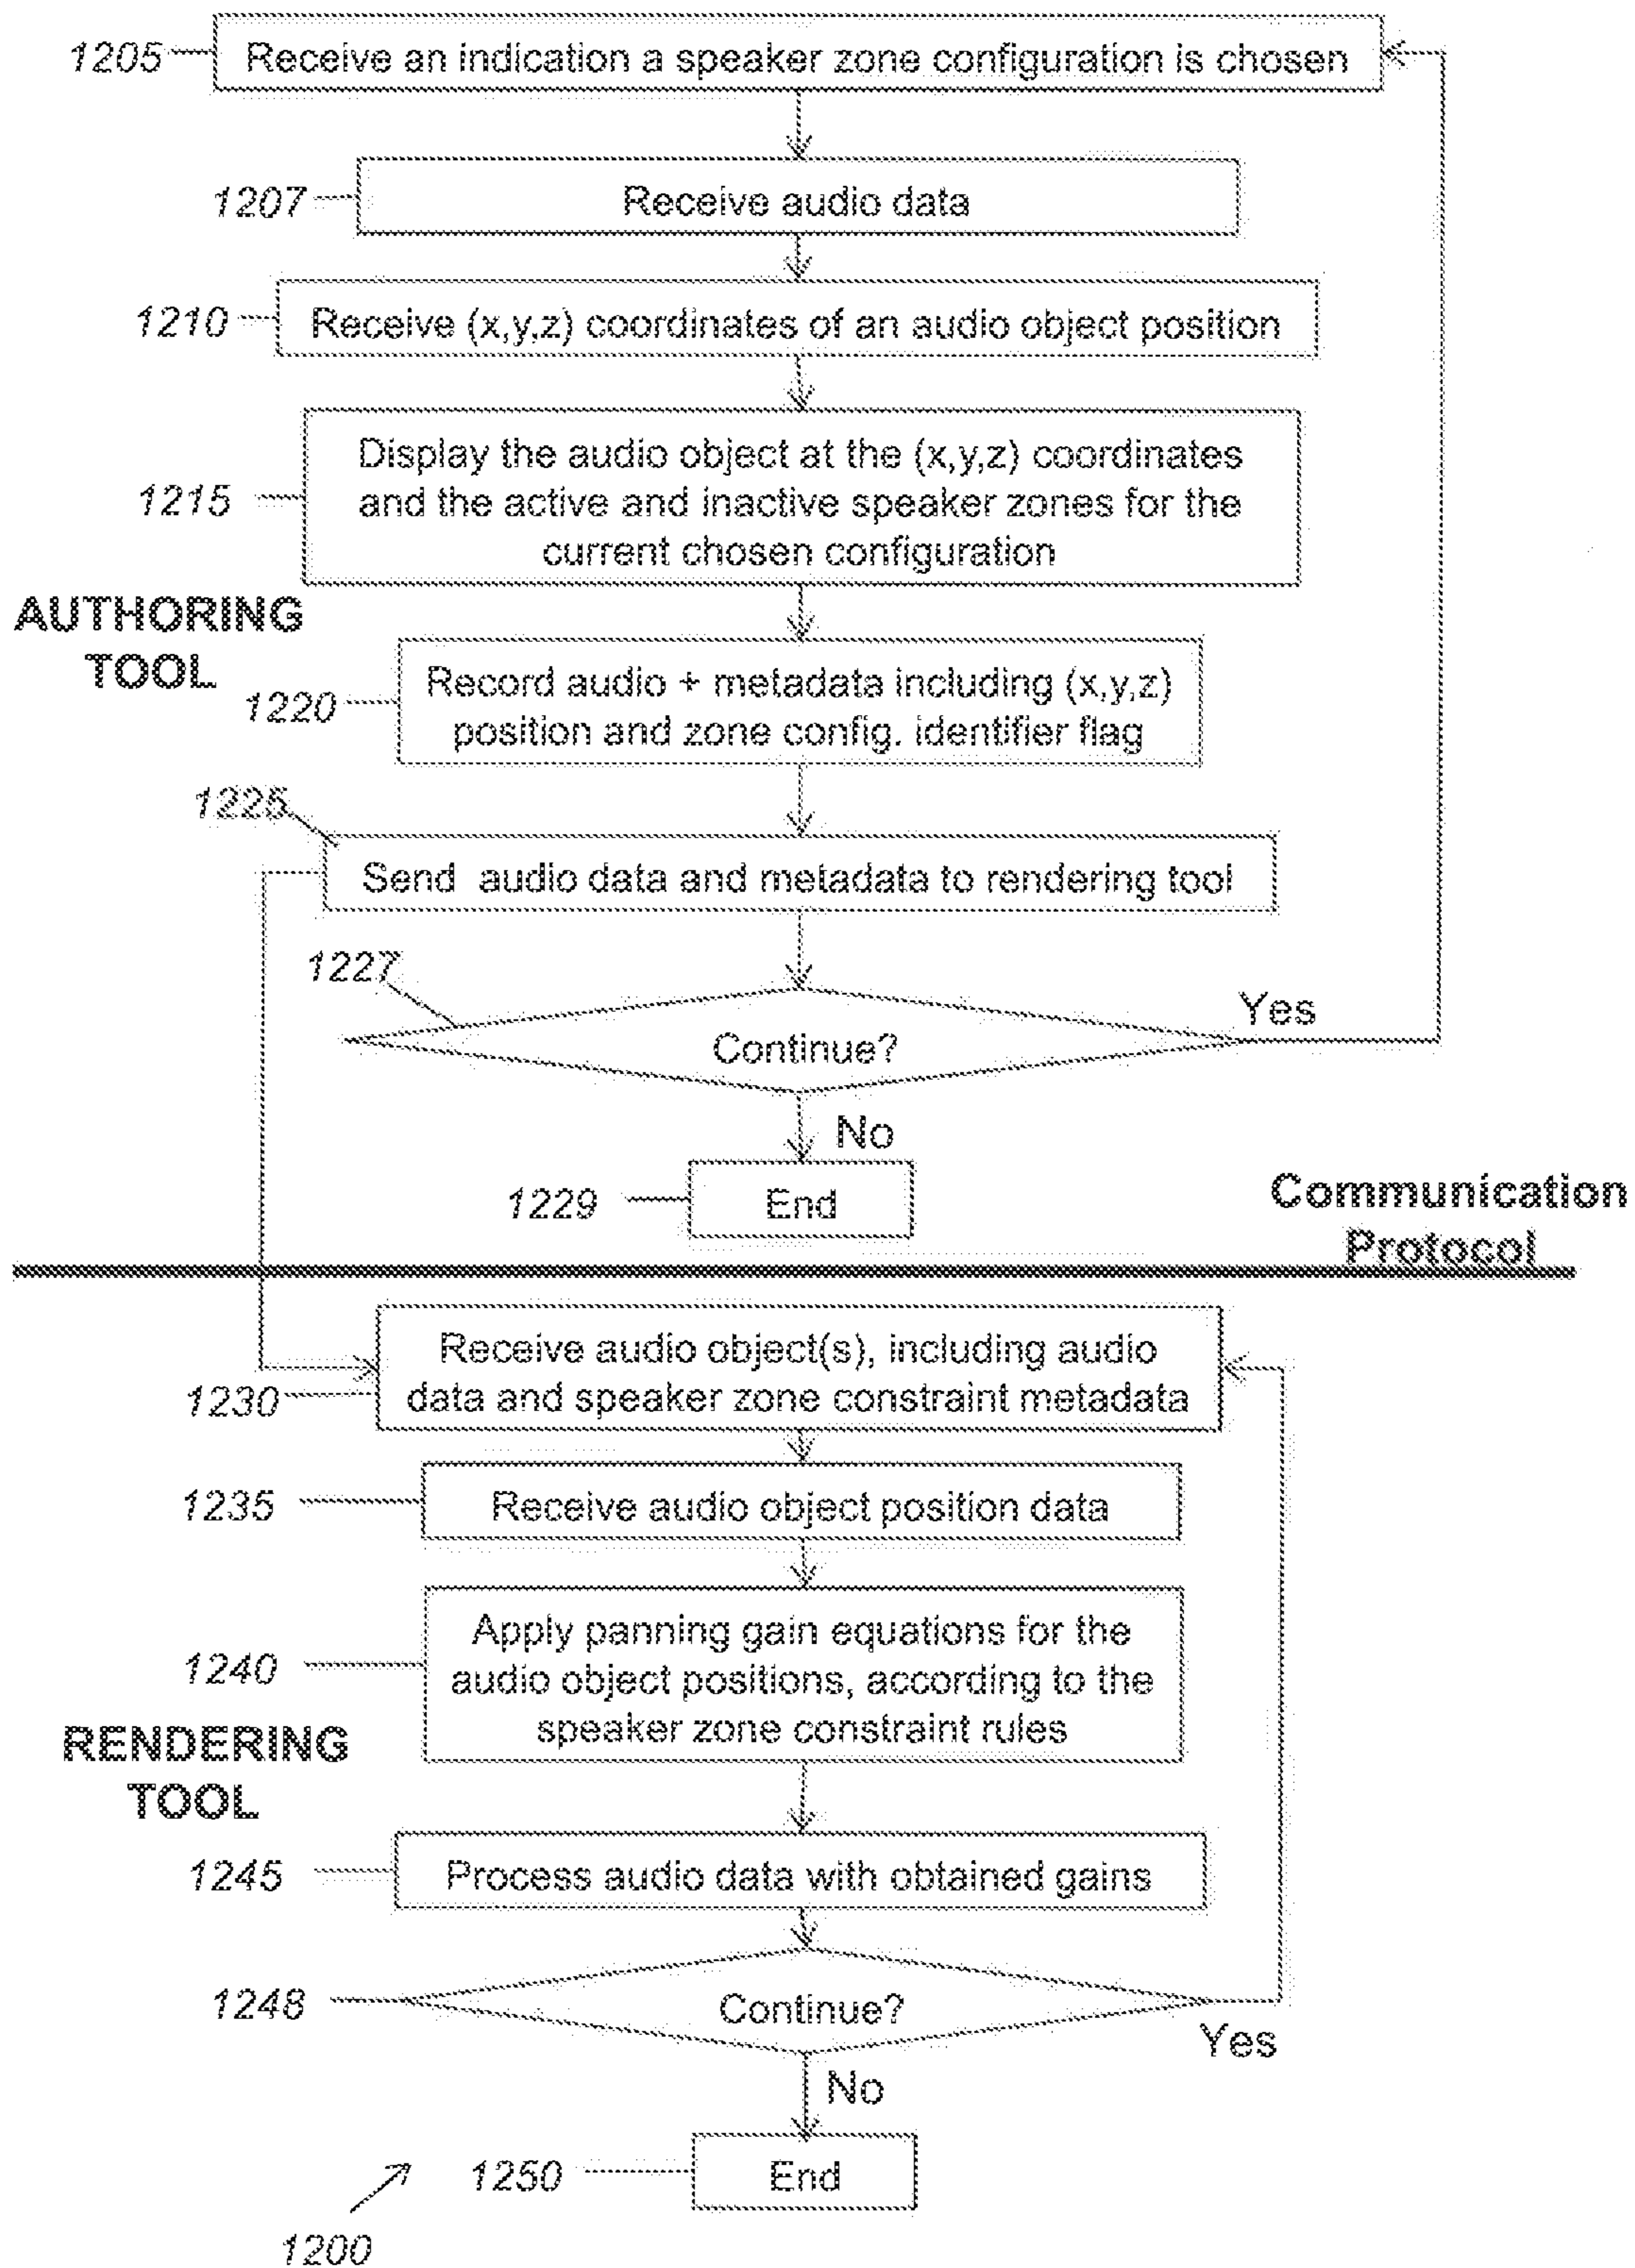 1205
Receive an indication a speaker zone configuration is chosen
1207
Receive audio data
1210
Receive (x,y,z) coordinates of an audio object position
1215
Display the audio object at the (x,y,z) coordinates
and the active and inactive speaker zones for the
current chosen configuration
AUTHORING
TOOL
1220
Record audio + metadata including (x,y,z)
position and zone config. identifier flag
1225
Send audio data and metadata to rendering tool
1227
Continue?
Yes
No
1229
End
Communication
Protocol
1230
Receive audio object(s), including audio
data and speaker zone constraint metadata
1235
Receive audio object position data
1240
Apply panning gain equations for the
audio object positions, according to the
speaker zone constraint rules
RENDERING
TOOL
1245
Process audio data with obtained gains
1248
Continue?
Yes
No
1250
End
1200